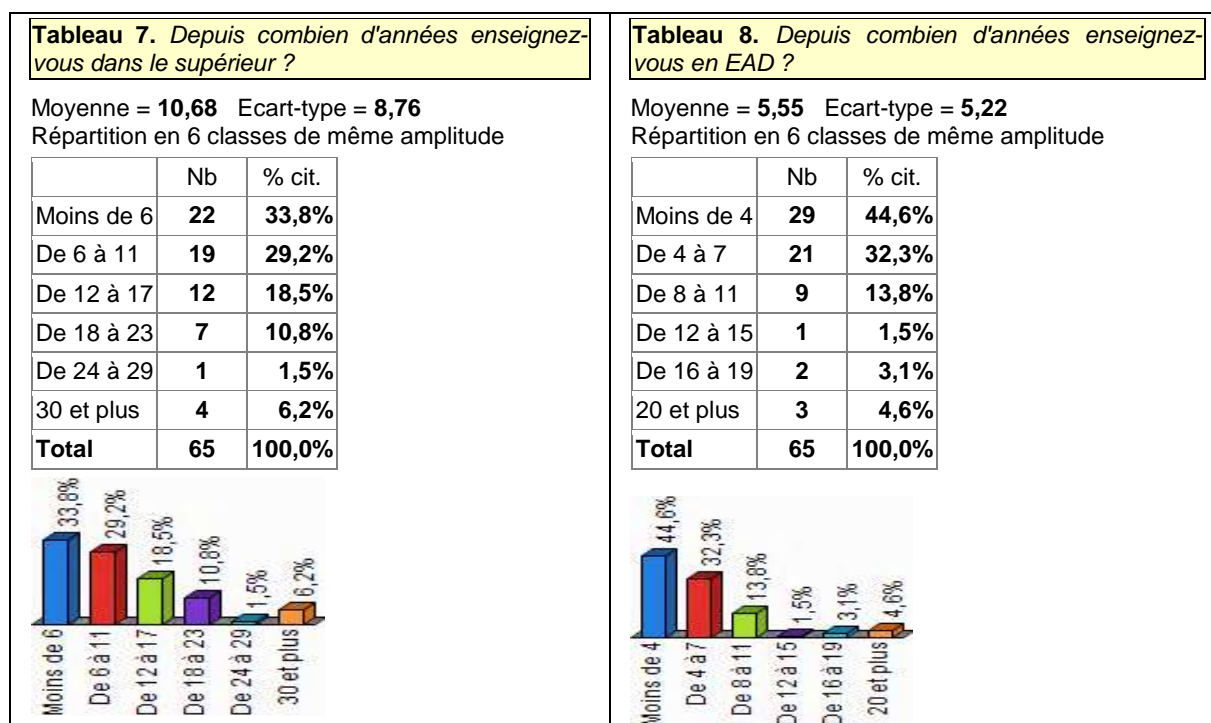 Tableau 7. Depuis combien d'années enseignez-
vous dans le supérieur ?
Moyenne = 10,68 Ecart-type = 8,76
Répartition en 6 classes de même amplitude
Nb % cit.
Moins de 6 22 33,8%
De 6 à 11 19 29,2%
De 12 à 17 12 18,5%
De 18 à 23 7 10,8%
De 24 à 29 1 1,5%
30 et plus 4 6,2%
Total 65 100,0%
33,8%
29,2%
18,5%
10,8%
1,5%
6,2%
Moins de 6
De 6 à 11
De 12 à 17
De 18 à 23
De 24 à 29
30 et plus
Tableau 8. Depuis combien d'années enseignez-
vous en EAD ?
Moyenne = 5,55 Ecart-type = 5,22
Répartition en 6 classes de même amplitude
Nb % cit.
Moins de 4 29 44,6%
De 4 à 7 21 32,3%
De 8 à 11 9 13,8%
De 12 à 15 1 1,5%
De 16 à 19 2 3,1%
20 et plus 3 4,6%
Total 65 100,0%
44,6%
32,3%
13,8%
1,5%
3,1%
4,6%
Moins de 4
De 4 à 7
De 8 à 11
De 12 à 15
De 16 à 19
20 et plus